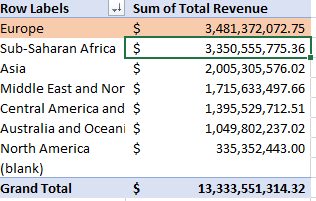 Row Labels Sum of Total Revenue
Europe $ 3,481,372,072.75
Sub-Saharan Africa $ 3,350,555,775.36
Asia $ 2,005,305,576.02
Middle East and Nor $ 1,715,633,497.66
Central America and $ 1,395,529,712.51
Australia and Oceani $ 1,049,802,237.02
North America $ 335,352,443.00
(blank)
Grand Total $ 13,333,551,314.32